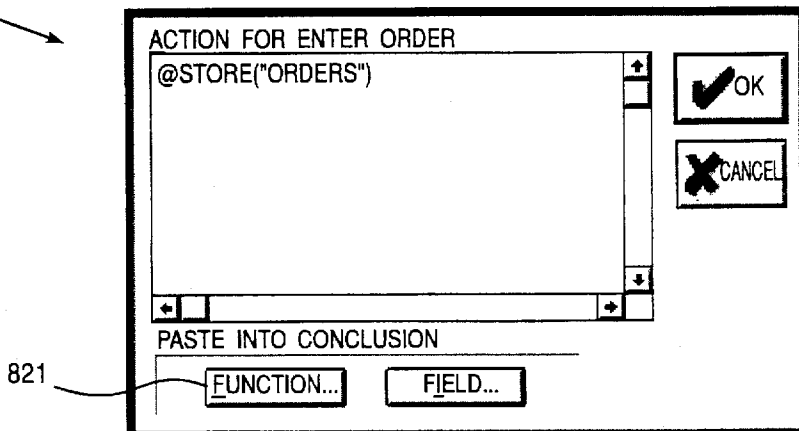 ACTION FOR ENTER ORDER
@STORE("ORDERS")
OK
CANCEL
PASTE INTO CONCLUSION
821
FUNCTION...
FIELD...